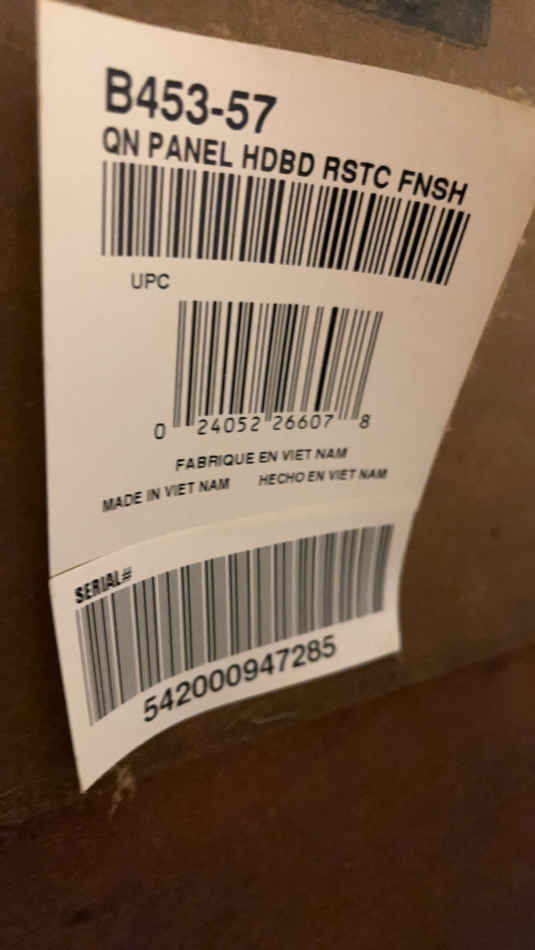 B453-57
QN PANEL HDBD RSTC FNSH
UPC
0 24052 26607 8
FABRIQUE EN VIET NAM
MADE IN VIET NAM HECHO EN VIET NAM
SERIAL#
542000947285